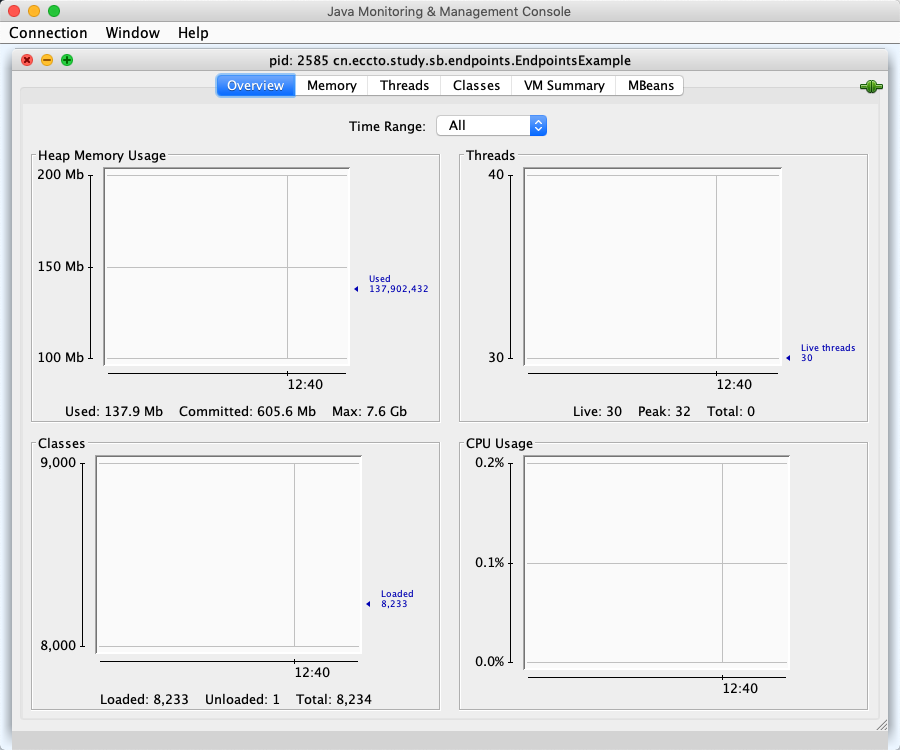 Java Monitoring & Management Console
Connection Window Help
pid: 2585 cn.eccto.study.sb.endpoints.EndpointsExample
Overview Memory Threads Classes VM Summary MBeans
Time Range: All
Heap Memory Usage
200 Mb
150 Mb
100 Mb
Used
137,902,432
12:40
Used: 137.9 Mb Committed: 605.6 Mb Max: 7.6 Gb
Threads
40
30
Live threads
30
12:40
Live: 30 Peak: 32 Total: 0
Classes
9,000
8,000
Loaded
8,233
12:40
Loaded: 8,233 Unloaded: 1 Total: 8,234
CPU Usage
0.2%
0.1%
0.0%
12:40